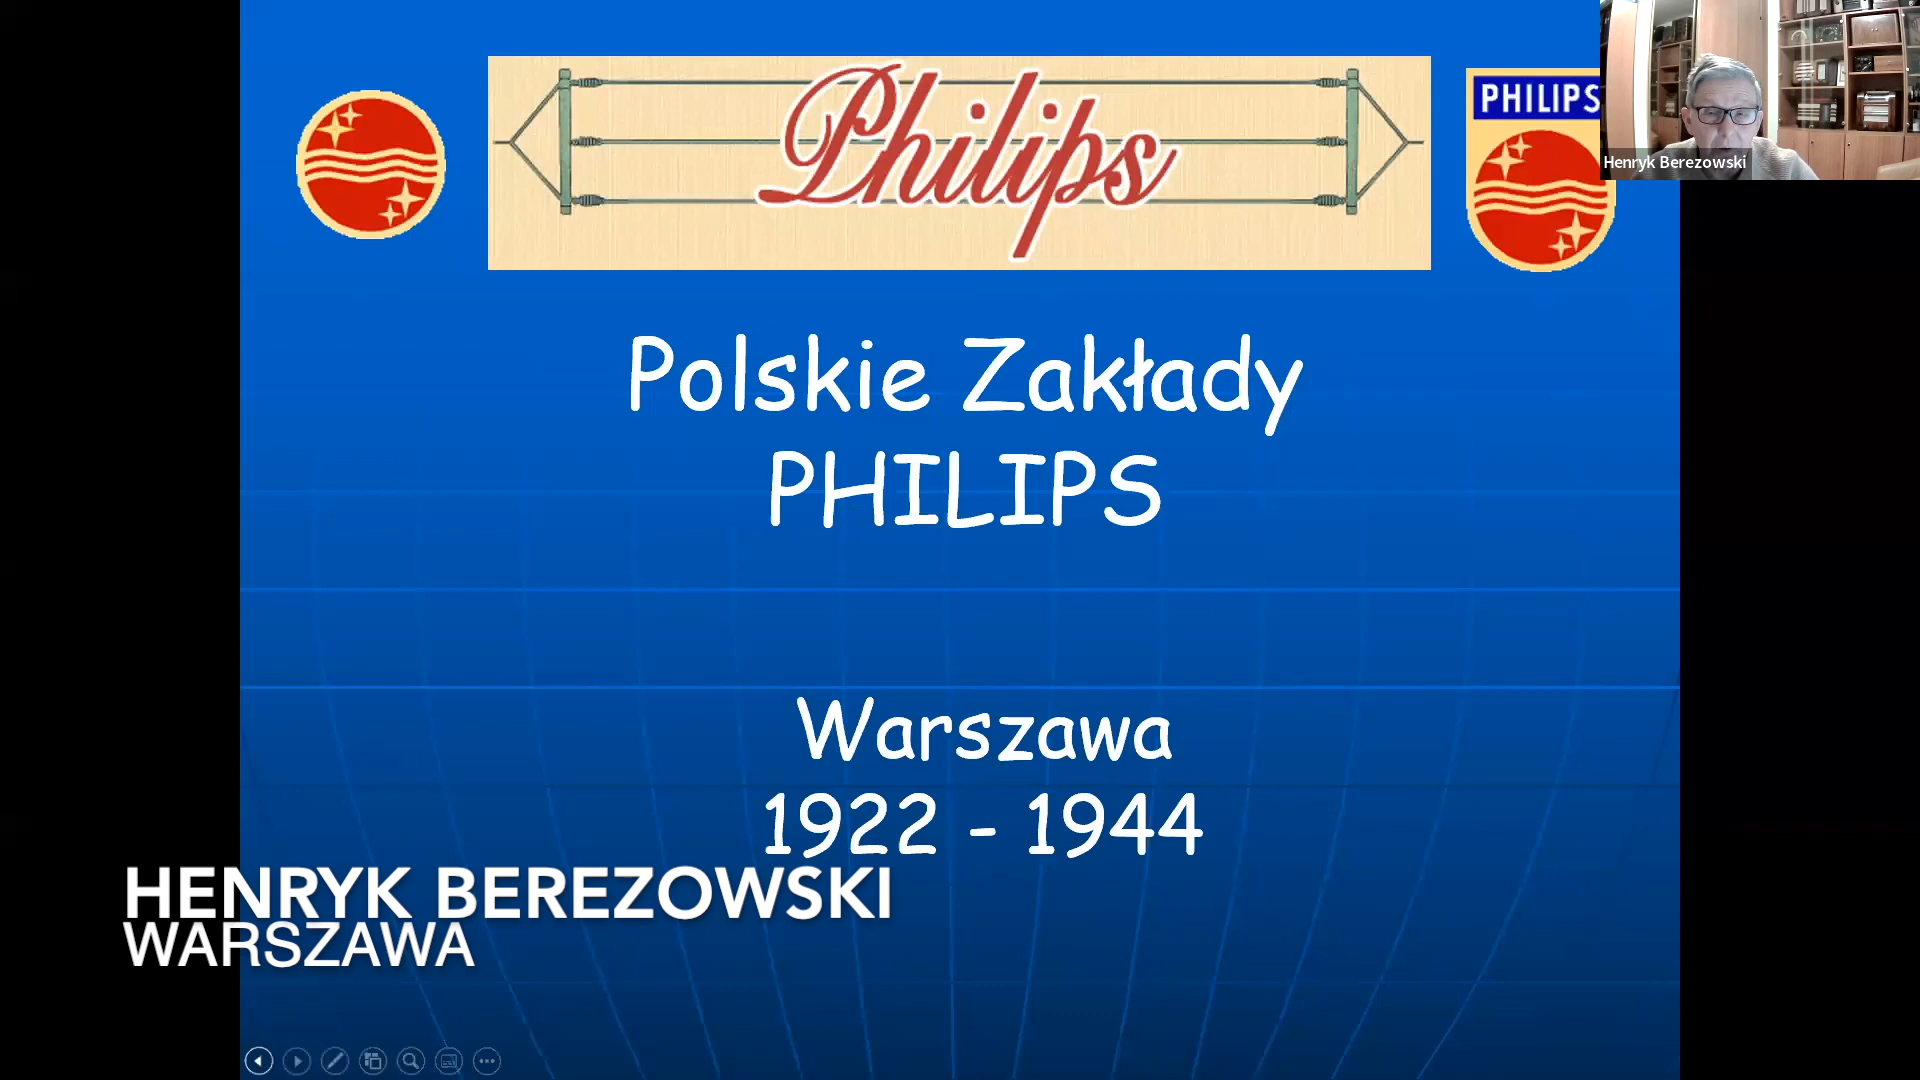 Philips
PHILIPS
Henryk Berezowski
Polskie Zakłady
PHILIPS
Warszawa
1922 - 1944
HENRYK BEREZOWSKI
WARSZAWA